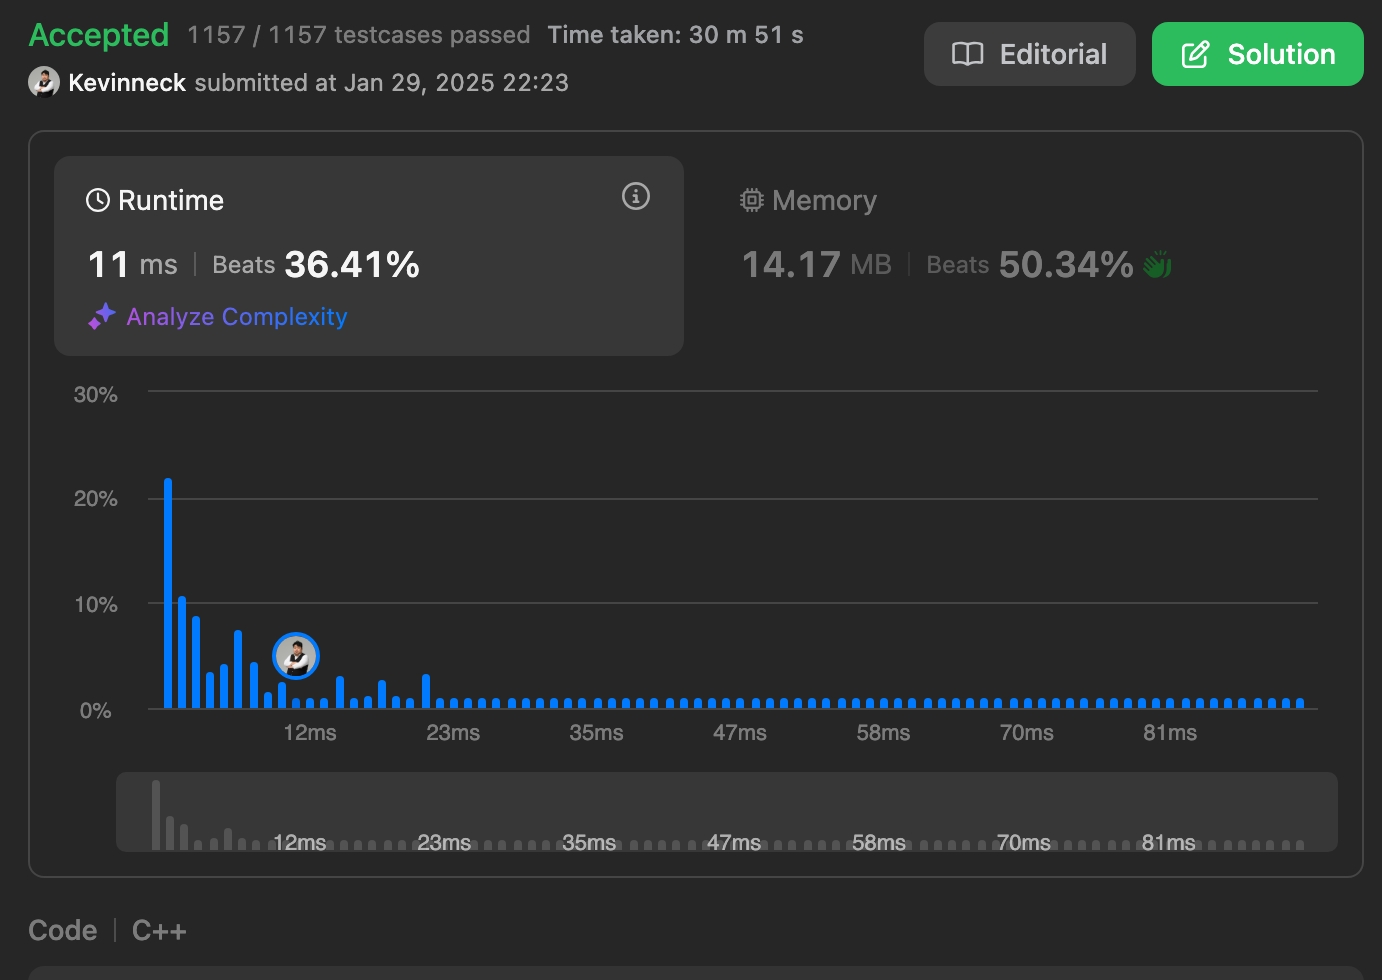 Accepted 1157 / 1157 testcases passed Time taken: 30 m 51 s
Kevinneck submitted at Jan 29, 2025 22:23
Editorial
Solution
Runtime
11 ms | Beats 36.41%
Analyze Complexity
Memory
14.17 MB | Beats 50.34%
30%
20%
10%
0%
12ms 23ms 35ms 47ms 58ms 70ms 81ms
12ms 23ms 35ms 47ms 58ms 70ms 81ms
Code | C++